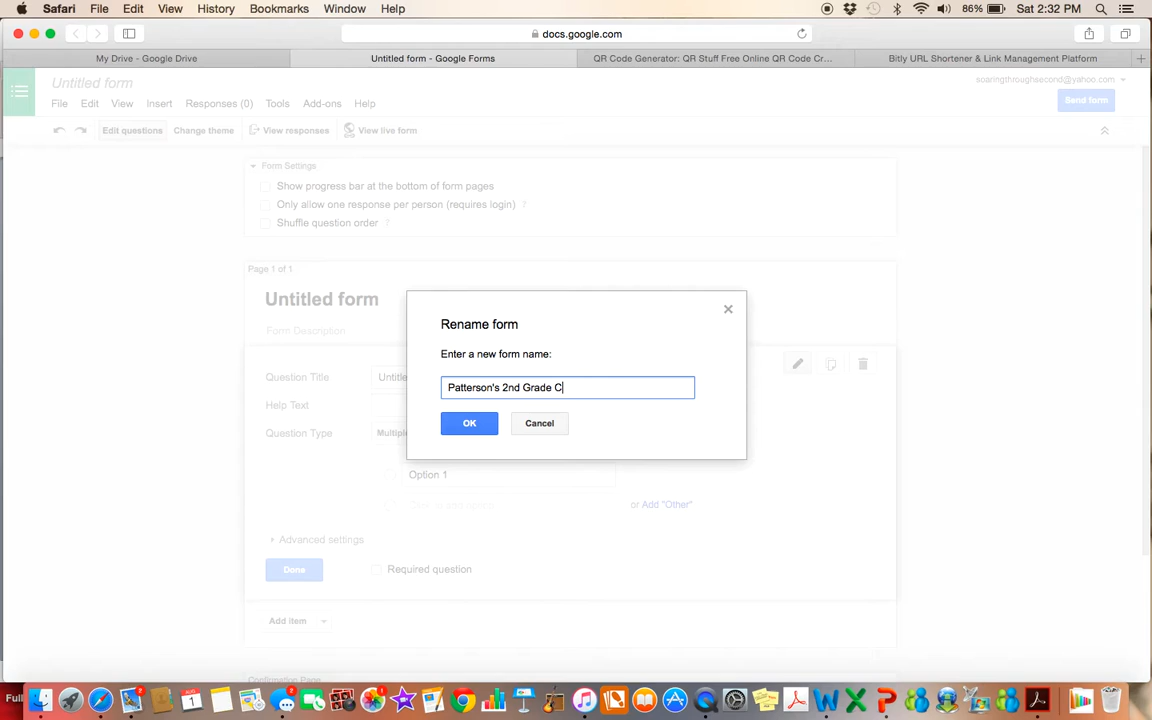 Safari File Edit View History Bookmarks Window Help 86% Sat 2:32 PM
docs.google.com
My Drive - Google Drive Untitled form - Google Forms QR Code Generator: QR Stuff Free Online QR Code Cr... Bitly URL Shortener & Link Management Platform
Untitled form soaringthroughsecond@yahoo.com
File Edit View Insert Responses (0) Tools Add-ons Help Send form
Edit questions Change theme View responses View live form
Form Settings
Show progress bar at the bottom of form pages
Only allow one response per person (requires login) ?
Shuffle question order ?
Page 1 of 1
Untitled form
Form Description
Rename form
Enter a new form name:
Question Title Untitle
Patterson's 2nd Grade C
Help Text
OK Cancel
Question Type Multiple
Option 1
or Add "Other"
Advanced settings
Done Required question
Add item
Confirmation Page
Full